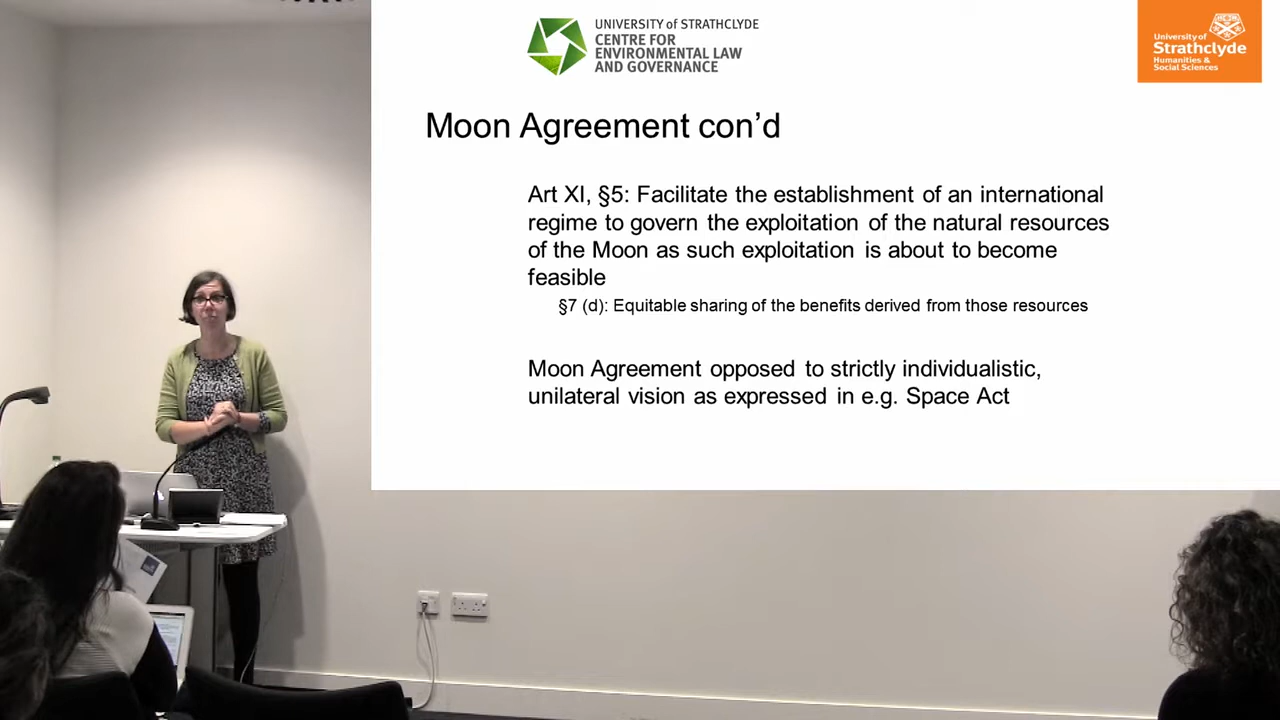 UNIVERSITY of STRATHCLYDE
CENTRE FOR
ENVIRONMENTAL LAW
AND GOVERNANCE
University of
Strathclyde
Humanities &
Social Sciences
Moon Agreement con’d
Art XI, §5: Facilitate the establishment of an international
regime to govern the exploitation of the natural resources
of the Moon as such exploitation is about to become
feasible
§7 (d): Equitable sharing of the benefits derived from those resources
Moon Agreement opposed to strictly individualistic,
unilateral vision as expressed in e.g. Space Act